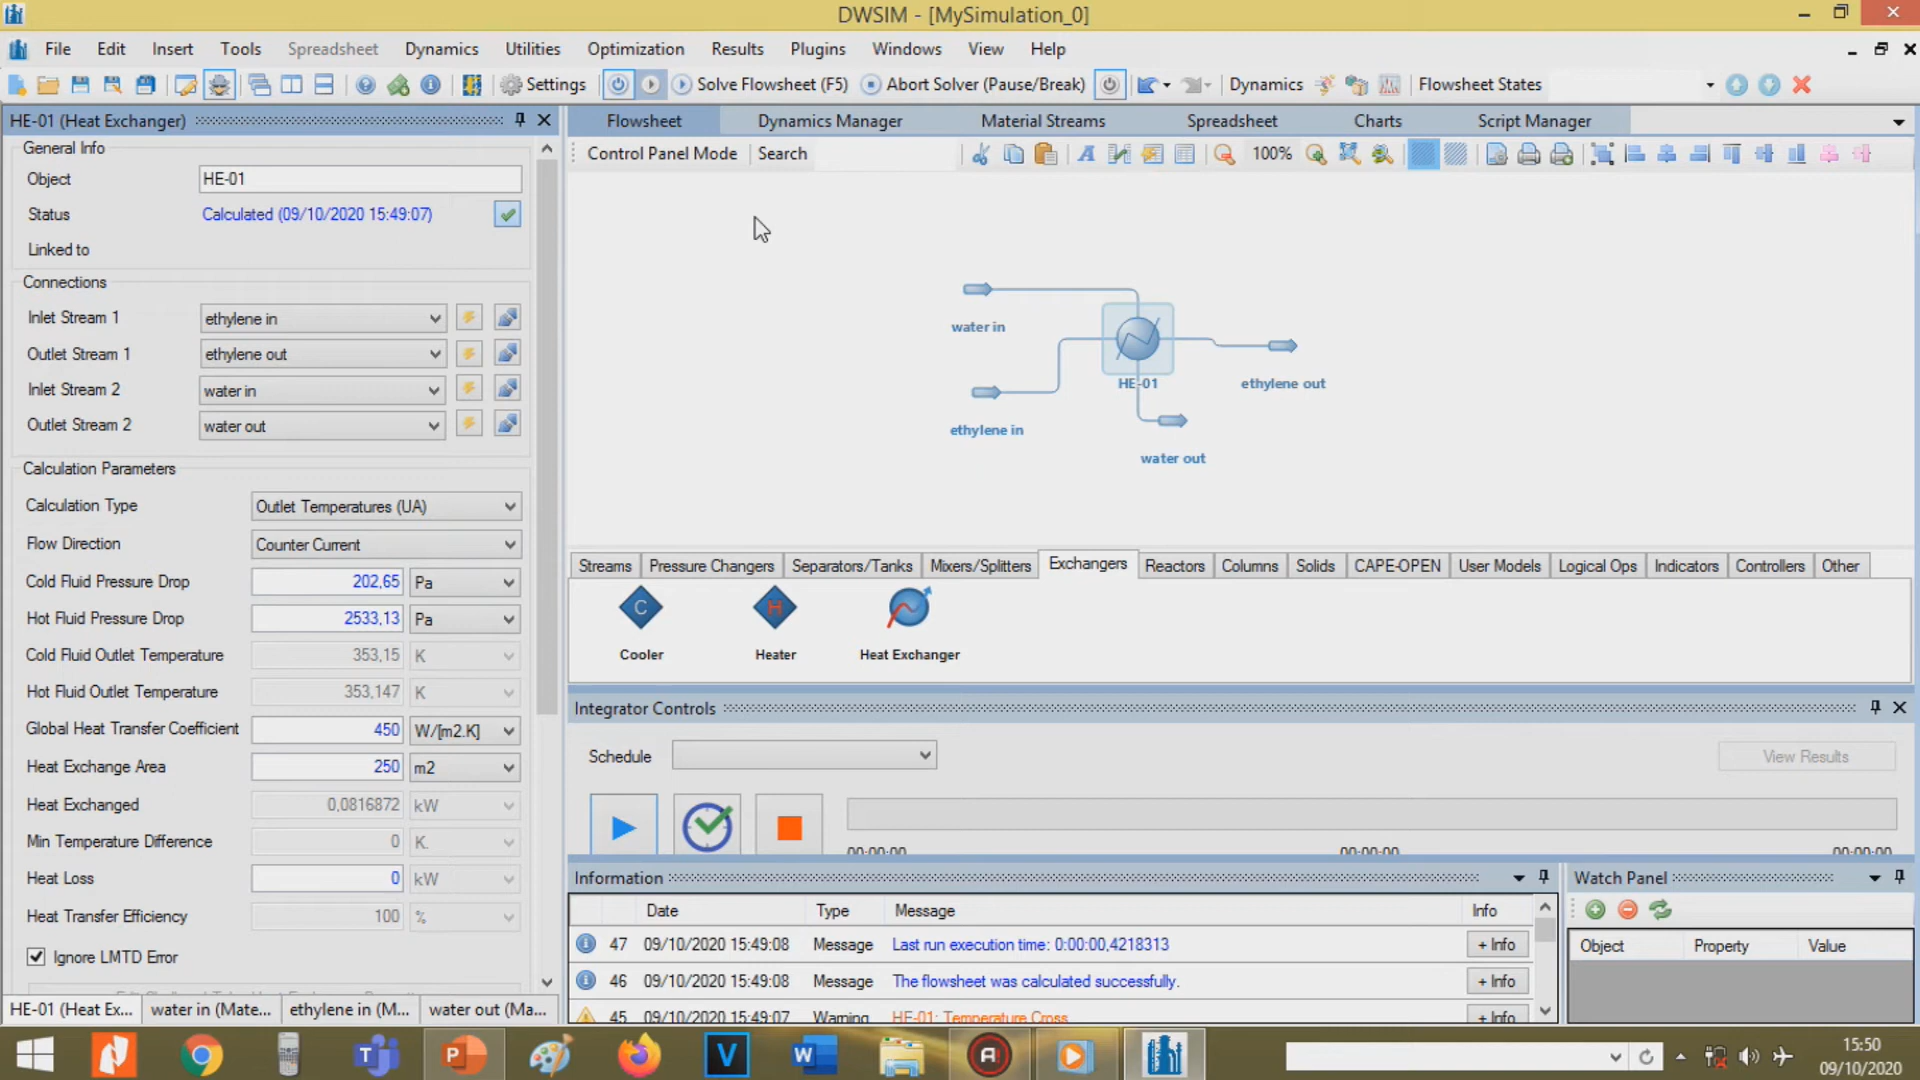 DWSIM - [MySimulation_0]
File Edit Insert Tools Spreadsheet Dynamics Utilities Optimization Results Plugins Windows View Help
Settings Solve Flowsheet (F5) Abort Solver (Pause/Break) Dynamics Flowsheet States
HE-01 (Heat Exchanger)
General Info
Object HE-01
Status Calculated (09/10/2020 15:49:07)
Linked to
Connections
Inlet Stream 1 ethylene in
Outlet Stream 1 ethylene out
Inlet Stream 2 water in
Outlet Stream 2 water out
Calculation Parameters
Calculation Type Outlet Temperatures (UA)
Flow Direction Counter Current
Cold Fluid Pressure Drop 202,65 Pa
Hot Fluid Pressure Drop 2533,13 Pa
Cold Fluid Outlet Temperature 353,15 K
Hot Fluid Outlet Temperature 353,147 K
Global Heat Transfer Coefficient 450 W/[m2.K]
Heat Exchange Area 250 m2
Heat Exchanged 0,0816872 kW
Min Temperature Difference 0 K.
Heat Loss 0 kW
Heat Transfer Efficiency 100 %
Ignore LMTD Error
HE-01 (Heat Ex... water in (Mate... ethylene in (M... water out (Ma...
Flowsheet Dynamics Manager Material Streams Spreadsheet Charts Script Manager
Control Panel Mode Search 100%
water in
HE-01
ethylene out
ethylene in
water out
Streams Pressure Changers Separators/Tanks Mixers/Splitters Exchangers Reactors Columns Solids CAPE-OPEN User Models Logical Ops Indicators Controllers Other
C H
Cooler Heater Heat Exchanger
Integrator Controls
Schedule View Results
00:00:00 00:00:00 00:00:00
Information
Date Type Message Info
47 09/10/2020 15:49:08 Message Last run execution time: 0:00:00,4218313 + Info
46 09/10/2020 15:49:08 Message The flowsheet was calculated successfully. + Info
45 09/10/2020 15:49:07 Warning HE-01: Temperature Cross + Info
Watch Panel
Object Property Value
15:50
09/10/2020